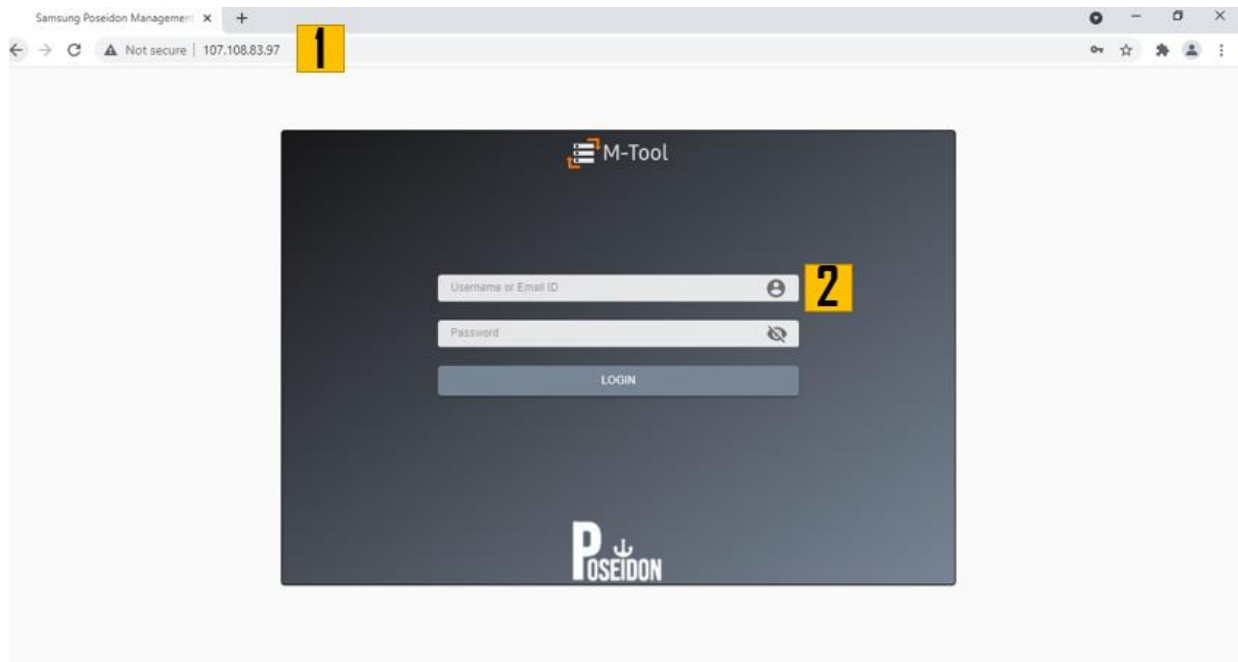 Samsung Poseidon Managemen
Not secure | 107.108.83.97
1
M-Tool
Username or Email ID
2
Password
LOGIN
POSEIDON